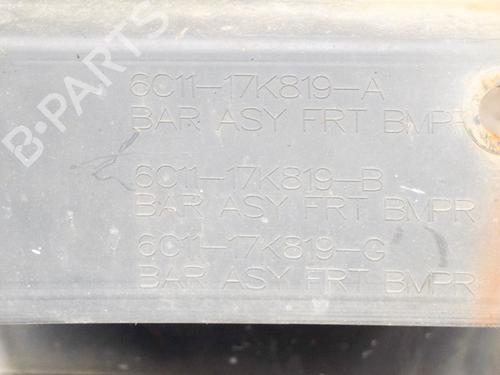 B-PARTS
6C11-17K819-A
BAR ASY FRT BMPR
6C11-17K819-B
BAR ASY FRT BMPR
6C11-17K819-G
BAR ASY FRT BMPR